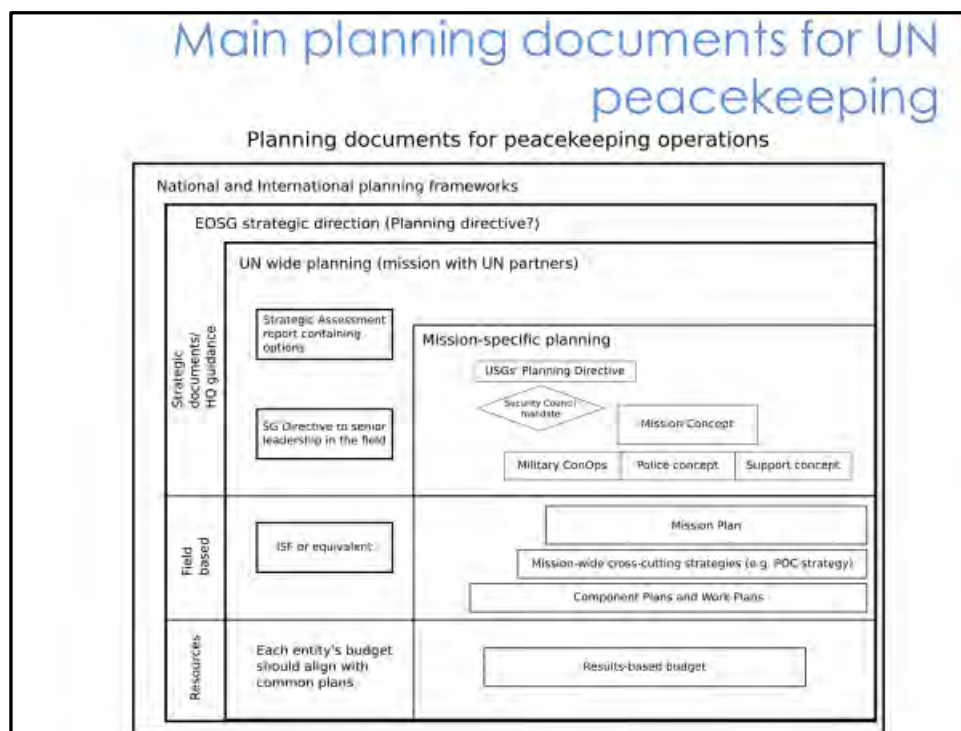 Main planning documents for UN
peacekeeping
Planning documents for peacekeeping operations
National and International planning frameworks
EOSG strategic direction (Planning directive?)
UN wide planning (mission with UN partners)
Strategic
documents/
HQ guidance
Strategic Assessment
report containing
options
SG Directive to senior
leadership in the field
Mission-specific planning
USGs' Planning Directive
Security Council
mandate
Mission Concept
Military ConOps
Police concept
Support concept
Field
based
ISF or equivalent
Mission Plan
Mission-wide cross-cutting strategies (e.g. POC strategy)
Component Plans and Work Plans
Resources
Each entity's budget
should align with
common plans
Results-based budget